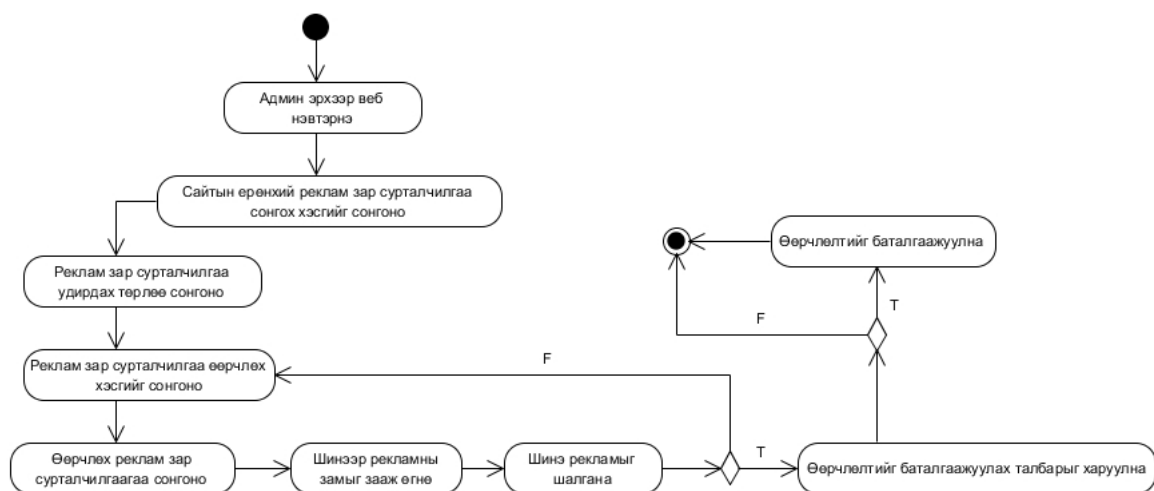 Админ эрхээр веб
нэвтэрнэ
Сайтын ерөнхий реклам зар сурталчилгаа
сонгох хэсгийг сонгоно
Реклам зар сурталчилгаа
удирдах төрлөө сонгоно
Реклам зар сурталчилгаа өөрчлөх
хэсгийг сонгоно
Өөрчлөх реклам зар
сурталчилгаагаа сонгоно
Шинээр рекламны
замыг зааж өгнө
Шинэ рекламыг
шалгана
F
T
Өөрчлөлтийг баталгаажуулах талбарыг харуулна
F
T
Өөрчлөлтийг баталгаажуулна